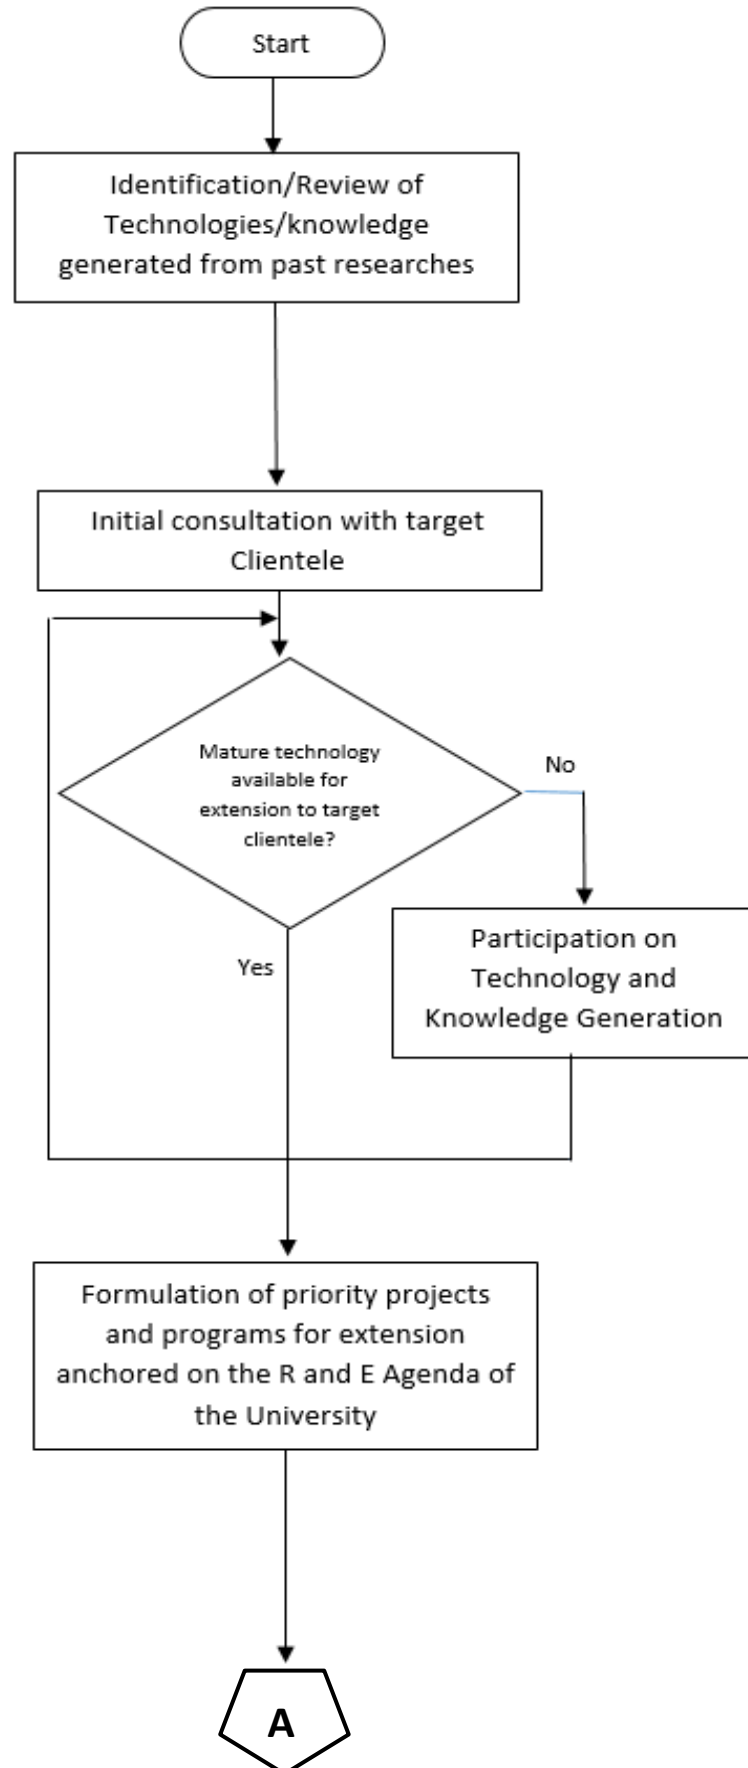 Start
Identification/Review of
Technologies/knowledge
generated from past researches
Initial consultation with target
Clientele
Mature technology
available for
extension to target
clientele?
No
Participation on
Technology and
Knowledge Generation
Yes
Formulation of priority projects
and programs for extension
anchored on the R and E Agenda of
the University
A